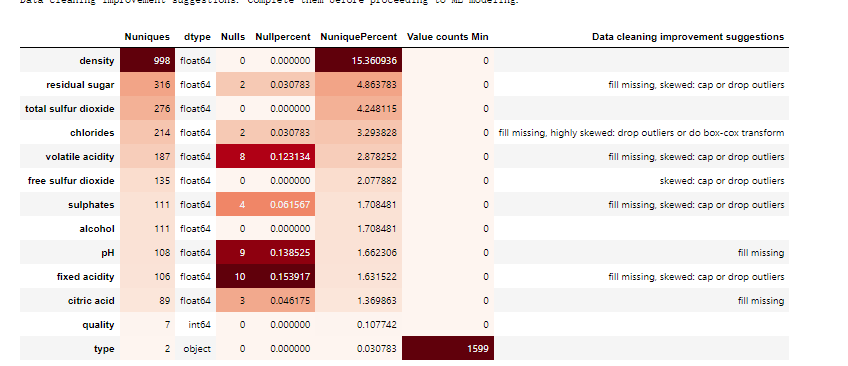 Data cleaning improvement suggestions. Complete them before proceeding to ML modeling.
Nuniques dtype Nulls Nullpercent NuniquePercent Value counts Min Data cleaning improvement suggestions
density 998 float64 0 0.000000 15.360936 0
residual sugar 316 float64 2 0.030783 4.863783 0 fill missing, skewed: cap or drop outliers
total sulfur dioxide 276 float64 0 0.000000 4.248115 0
chlorides 214 float64 2 0.030783 3.293828 0 fill missing, highly skewed: drop outliers or do box-cox transform
volatile acidity 187 float64 8 0.123134 2.878252 0 fill missing, skewed: cap or drop outliers
free sulfur dioxide 135 float64 0 0.000000 2.077882 0 skewed: cap or drop outliers
sulphates 111 float64 4 0.061567 1.708481 0 fill missing, skewed: cap or drop outliers
alcohol 111 float64 0 0.000000 1.708481 0
pH 108 float64 9 0.138525 1.662306 0 fill missing
fixed acidity 106 float64 10 0.153917 1.631522 0 fill missing, skewed: cap or drop outliers
citric acid 89 float64 3 0.046175 1.369863 0 fill missing
quality 7 int64 0 0.000000 0.107742 0
type 2 object 0 0.000000 0.030783 1599